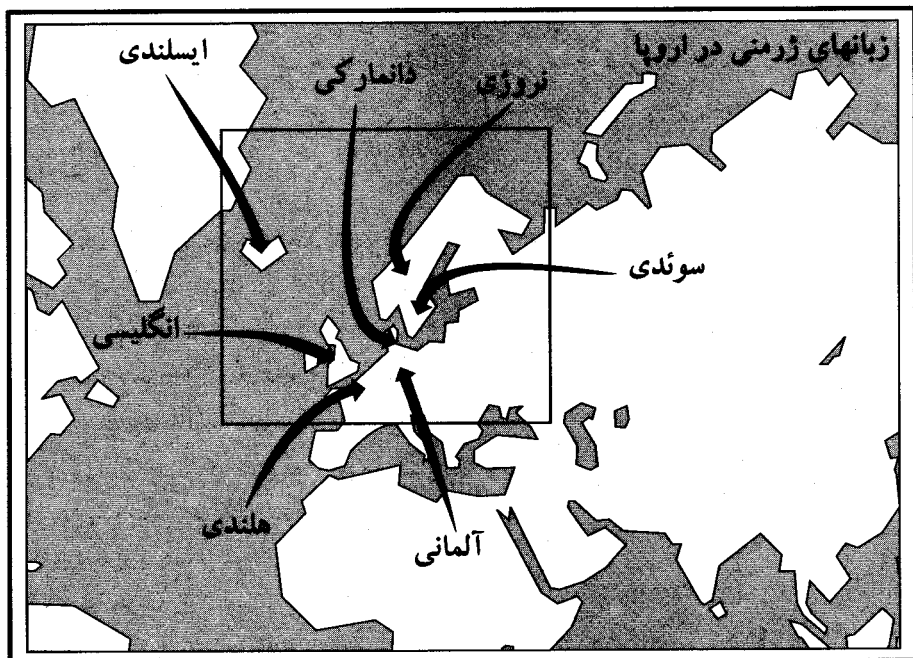 زبانهای ژرمنی در اروپا
ایسلندی
دانمارکی
نروژی
سوئدی
انگلیسی
هلندی
آلمانی